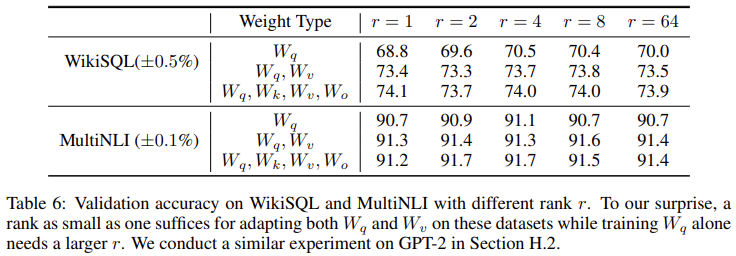 Weight Type r = 1 r = 2 r = 4 r = 8 r = 64
WikiSQL(±0.5%) W_q 68.8 69.6 70.5 70.4 70.0
W_q, W_v 73.4 73.3 73.7 73.8 73.5
W_q, W_k, W_v, W_o 74.1 73.7 74.0 74.0 73.9
MultiNLI (±0.1%) W_q 90.7 90.9 91.1 90.7 90.7
W_q, W_v 91.3 91.4 91.3 91.6 91.4
W_q, W_k, W_v, W_o 91.2 91.7 91.7 91.5 91.4
Table 6: Validation accuracy on WikiSQL and MultiNLI with different rank r. To our surprise, a
rank as small as one suffices for adapting both W_q and W_v on these datasets while training W_q alone
needs a larger r. We conduct a similar experiment on GPT-2 in Section H.2.